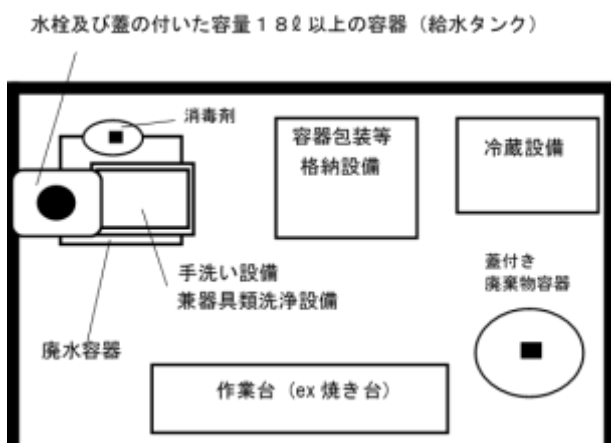 水栓及び蓋の付いた容量18ℓ以上の容器（給水タンク）
消毒剤
容器包装等
格納設備
冷蔵設備
手洗い設備
兼器具類洗浄設備
蓋付き
廃棄物容器
廃水容器
作業台（ex 焼き台）